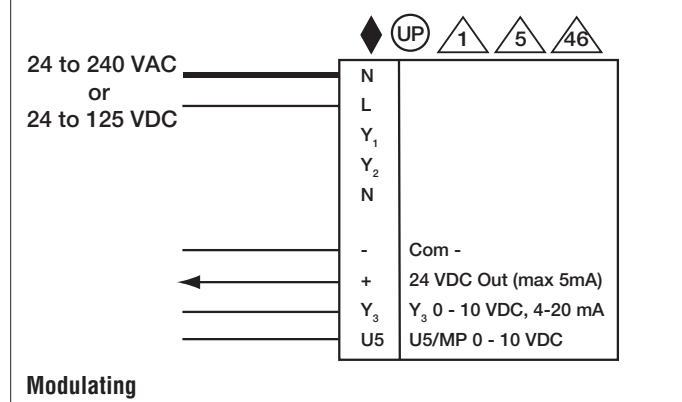 UP 1 5 46
24 to 240 VAC
or
24 to 125 VDC
N
L
Y₁
Y₂
N
- Com -
+ 24 VDC Out (max 5mA)
Y₃ Y₃ 0 - 10 VDC, 4-20 mA
U5 U5/MP 0 - 10 VDC
Modulating